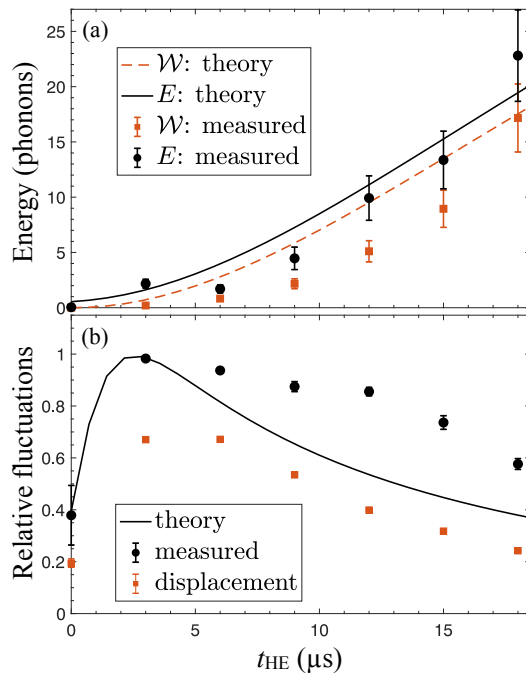 (a)
𝒲: theory
E: theory
𝒲: measured
E: measured
Energy (phonons)
25
20
15
10
5
0
(b)
Relative fluctuations
1
0.8
0.6
0.4
0.2
0
theory
measured
displacement
0 5 10 15
t_HE (μs)